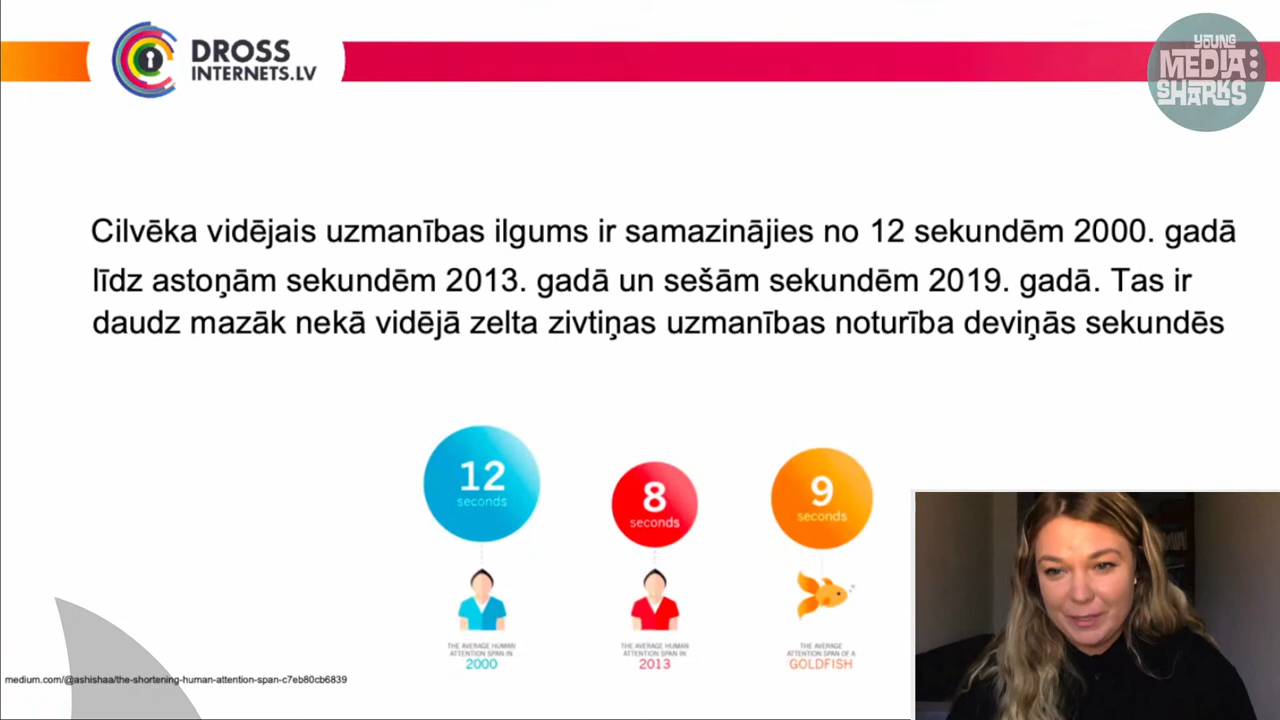 DROSS
INTERNETS.LV
YOUNG
MEDIA:
SHARKS
Cilvēka vidējais uzmanības ilgums ir samazinājies no 12 sekundēm 2000. gadā
līdz astoņām sekundēm 2013. gadā un sešām sekundēm 2019. gadā. Tas ir
daudz mazāk nekā vidējā zelta zivtiņas uzmanības noturība deviņās sekundēs
12
seconds
8
seconds
9
seconds
THE AVERAGE HUMAN
ATTENTION SPAN IN
2000
THE AVERAGE HUMAN
ATTENTION SPAN IN
2013
THE AVERAGE
ATTENTION SPAN OF A
GOLDFISH
medium.com/@ashishaa/the-shortening-human-attention-span-c7eb80cb6839